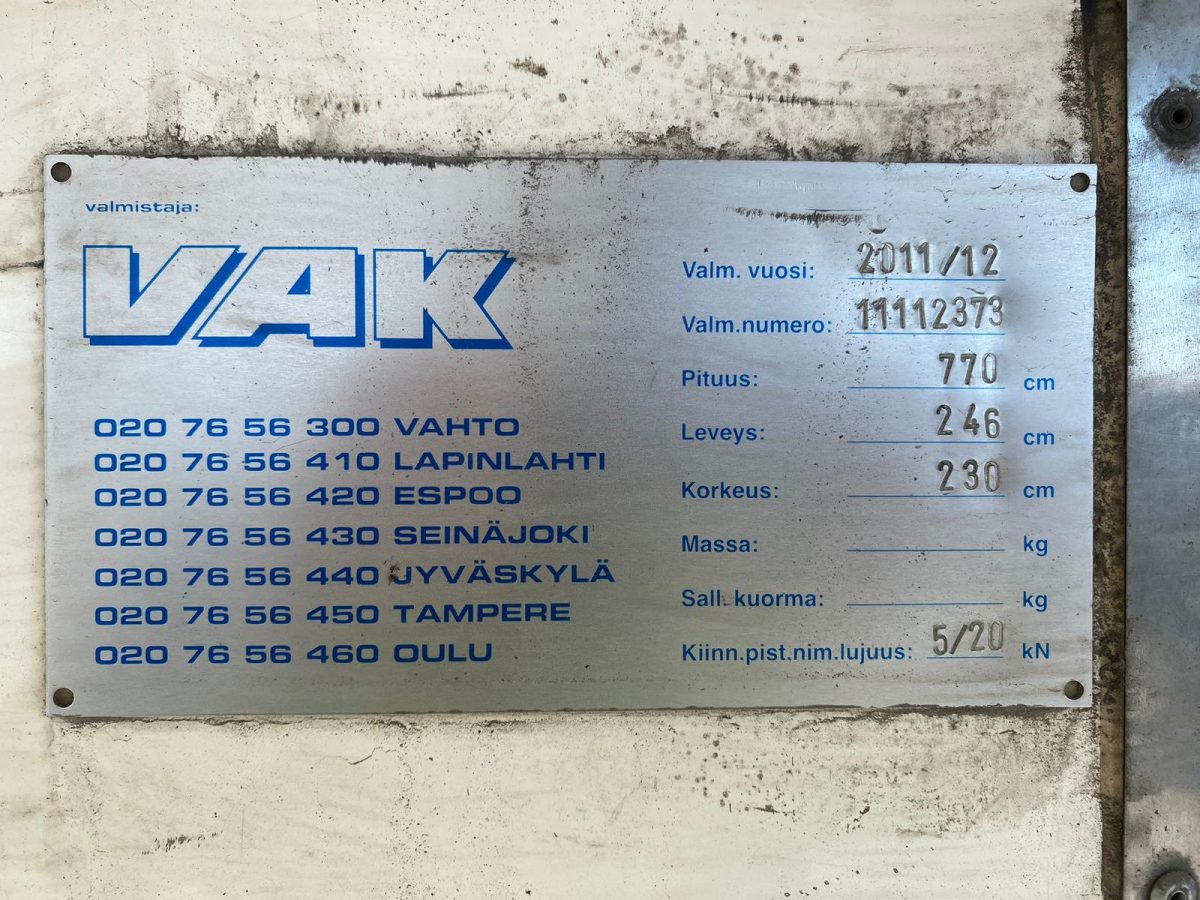 valmistaja:
VAK
020 76 56 300 VAHTO
020 76 56 410 LAPINLAHTI
020 76 56 420 ESPOO
020 76 56 430 SEINÄJOKI
020 76 56 440 JYVÄSKYLÄ
020 76 56 450 TAMPERE
020 76 56 460 OULU
Valm. vuosi: 2011/12
Valm.numero: 11112373
Pituus: 770 cm
Leveys: 246 cm
Korkeus: 230 cm
Massa: kg
Sall. kuorma: kg
Kiinn.pist.nim.lujuus: 5/20 kN